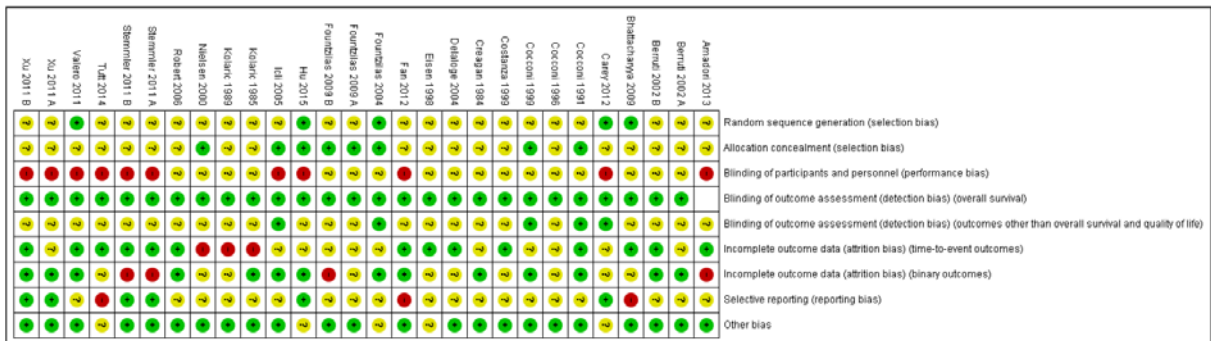 Xu 2011 B
Xu 2011 A
Valero 2011
Tutt 2014
Stemmler 2011 B
Stemmler 2011 A
Robert 2006
Nielsen 2000
Kolaric 1989
Kolaric 1985
Icli 2005
Hu 2015
Fountzilas 2009 B
Fountzilas 2009 A
Fountzilas 2004
Fan 2012
Eisen 1998
Delaloge 2004
Creagan 1984
Costanza 1999
Cocconi 1999
Cocconi 1996
Cocconi 1991
Carey 2012
Bhattacharyya 2009
Berruti 2002 B
Berruti 2002 A
Amadori 2013
Random sequence generation (selection bias)
Allocation concealment (selection bias)
Blinding of participants and personnel (performance bias)
Blinding of outcome assessment (detection bias) (overall survival)
Blinding of outcome assessment (detection bias) (outcomes other than overall survival and quality of life)
Incomplete outcome data (attrition bias) (time-to-event outcomes)
Incomplete outcome data (attrition bias) (binary outcomes)
Selective reporting (reporting bias)
Other bias